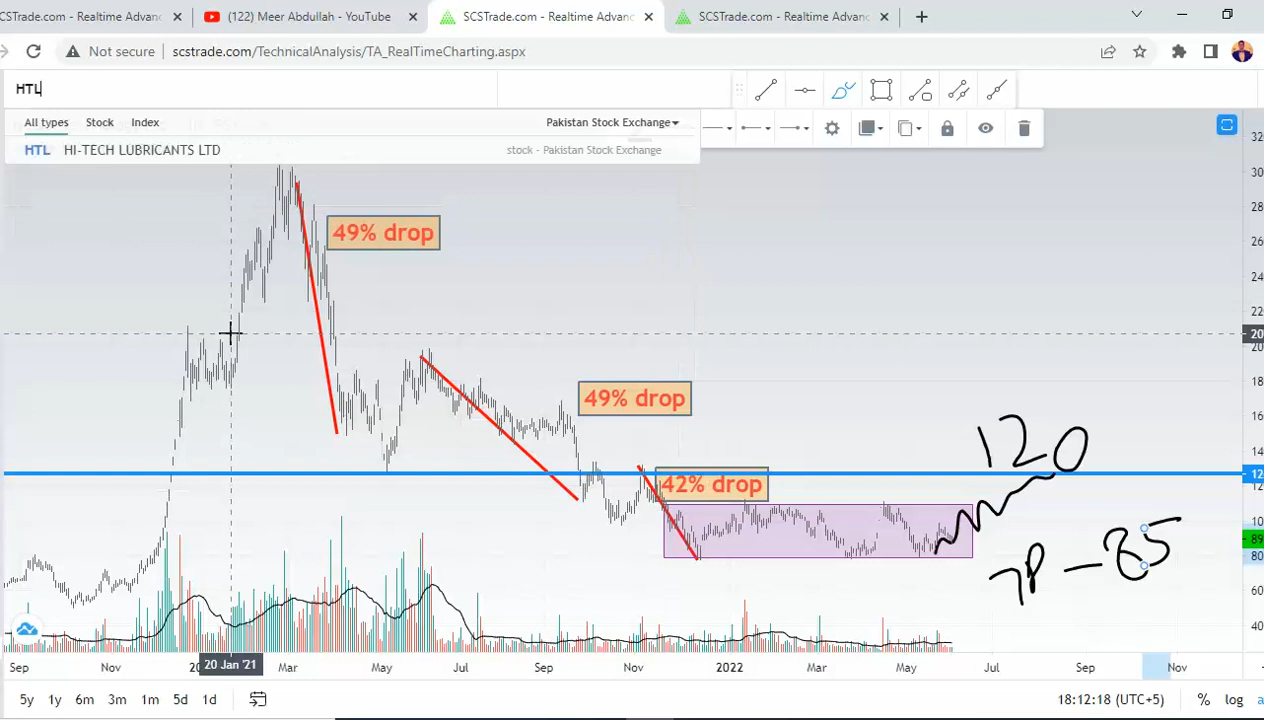 SCSTrade.com - Realtime Advanc
(122) Meer Abdullah - YouTube
SCSTrade.com - Realtime Advanc
SCSTrade.com - Realtime Advanc
Not secure
scstrade.com/TechnicalAnalysis/TA_RealTimeCharting.aspx
HTL
All types Stock Index Pakistan Stock Exchange
HTL HI-TECH LUBRICANTS LTD stock - Pakistan Stock Exchange
49% drop
49% drop
42% drop
120
85
32
30
28
26
24
22
20
20
18
16
14
12
12
10
89
80
60
40
20 Jan '21
Sep Nov Mar May Jul Sep Nov 2022 Mar May Jul Sep Nov
5y 1y 6m 3m 1m 5d 1d 18:12:18 (UTC+5) % log